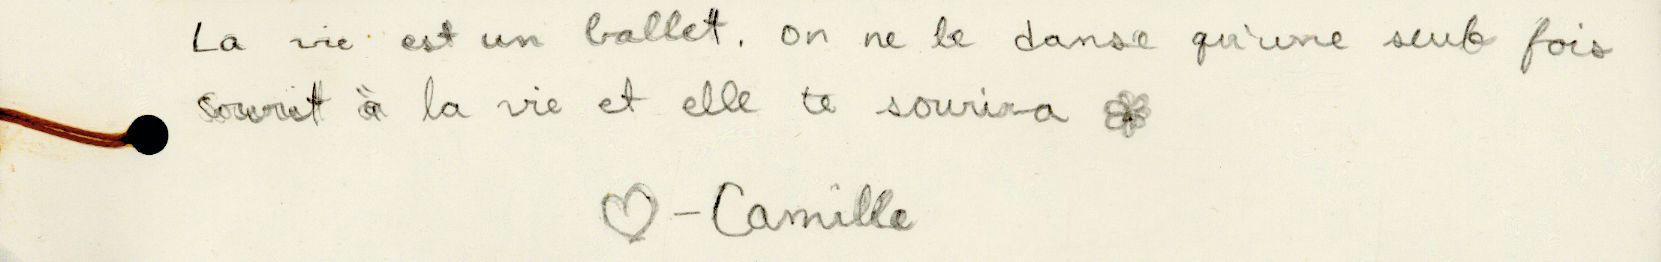 La vie est un ballet, on ne le danse qu'une seule fois
Sourit à la vie et elle te sourira
♡ - Camille